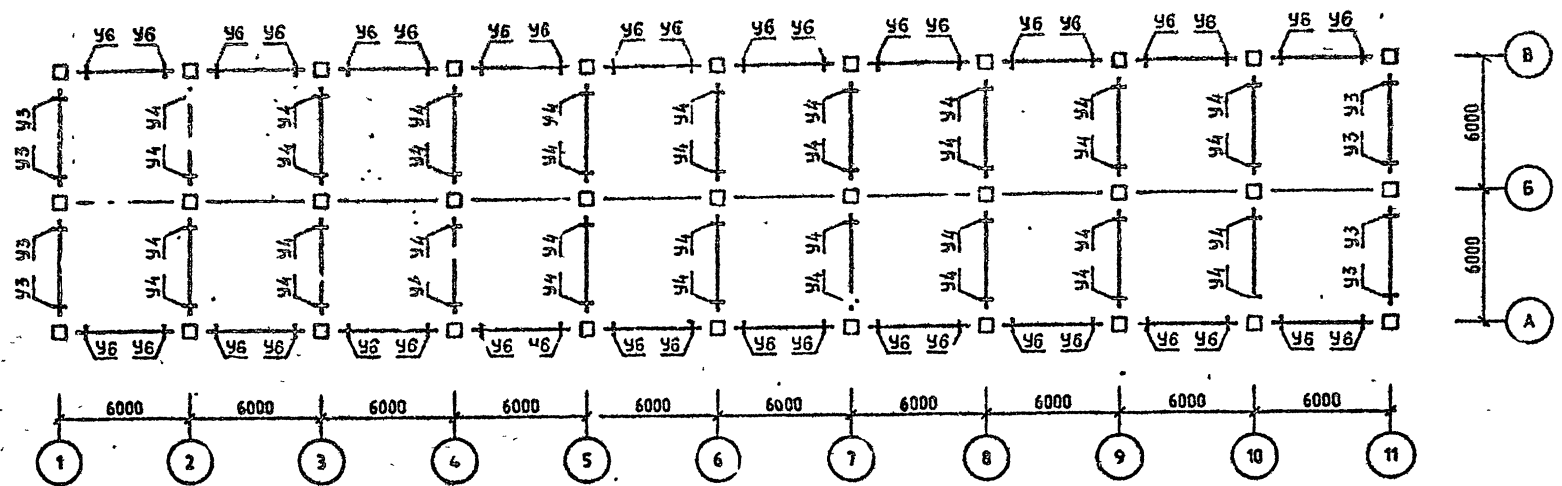 У6 У6 У6 У6 У6 У6 У6 У6 У6 У6 У6 У6 У6 У6 У6 У6 У6 У8 У8 У6
В
У3 У4 У4 У4 У4 У4 У4 У4 У4 У4 У3
6000
У3 У4 У4 У4 У4 У4 У4 У4 У4 У4 У3
Б
У3 У4 У4 У4 У4 У4 У4 У4 У4 У4 У3
6000
У3 У4 У4 У4 У4 У4 У4 У4 У4 У3
А
У6 У6 У6 У6 У6 У6 У6 У6 У6 У6 У6 У6 У6 У6 У6 У6 У6 У6 У6
6000 6000 6000 6000 6000 6000 6000 6000 6000 6000
1 2 3 4 5 6 7 8 9 10 11